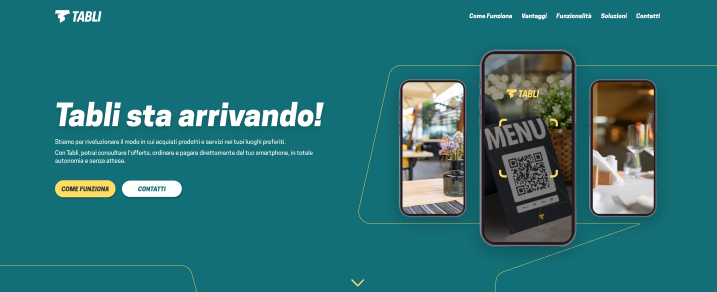 TABLI
Come Funziona Vantaggi Funzionalità Soluzioni Contatti
Tabli sta arrivando!
Stiamo per rivoluzionare il modo in cui acquisti prodotti e servizi nei tuoi luoghi preferiti.
Con Tabli, potrai consultare l'offerta, ordinare e pagare direttamente dal tuo smartphone, in totale
autonomia e senza attese.
COME FUNZIONA
CONTATTI
TABLI
MENU